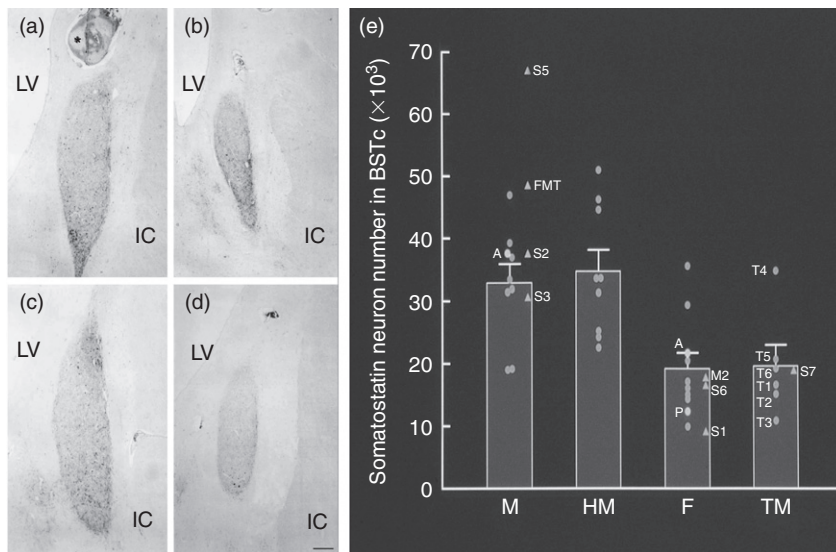 (a)
*
LV
IC
(b)
LV
IC
(c)
LV
IC
(d)
LV
IC
(e)
Somatostatin neuron number in BSTc (×10³)
70
60
50
40
30
20
10
0
S5
FMT
A
S2
S3
A
M2
S6
P
S1
T4
T5
T6
S7
T1
T2
T3
M HM F TM